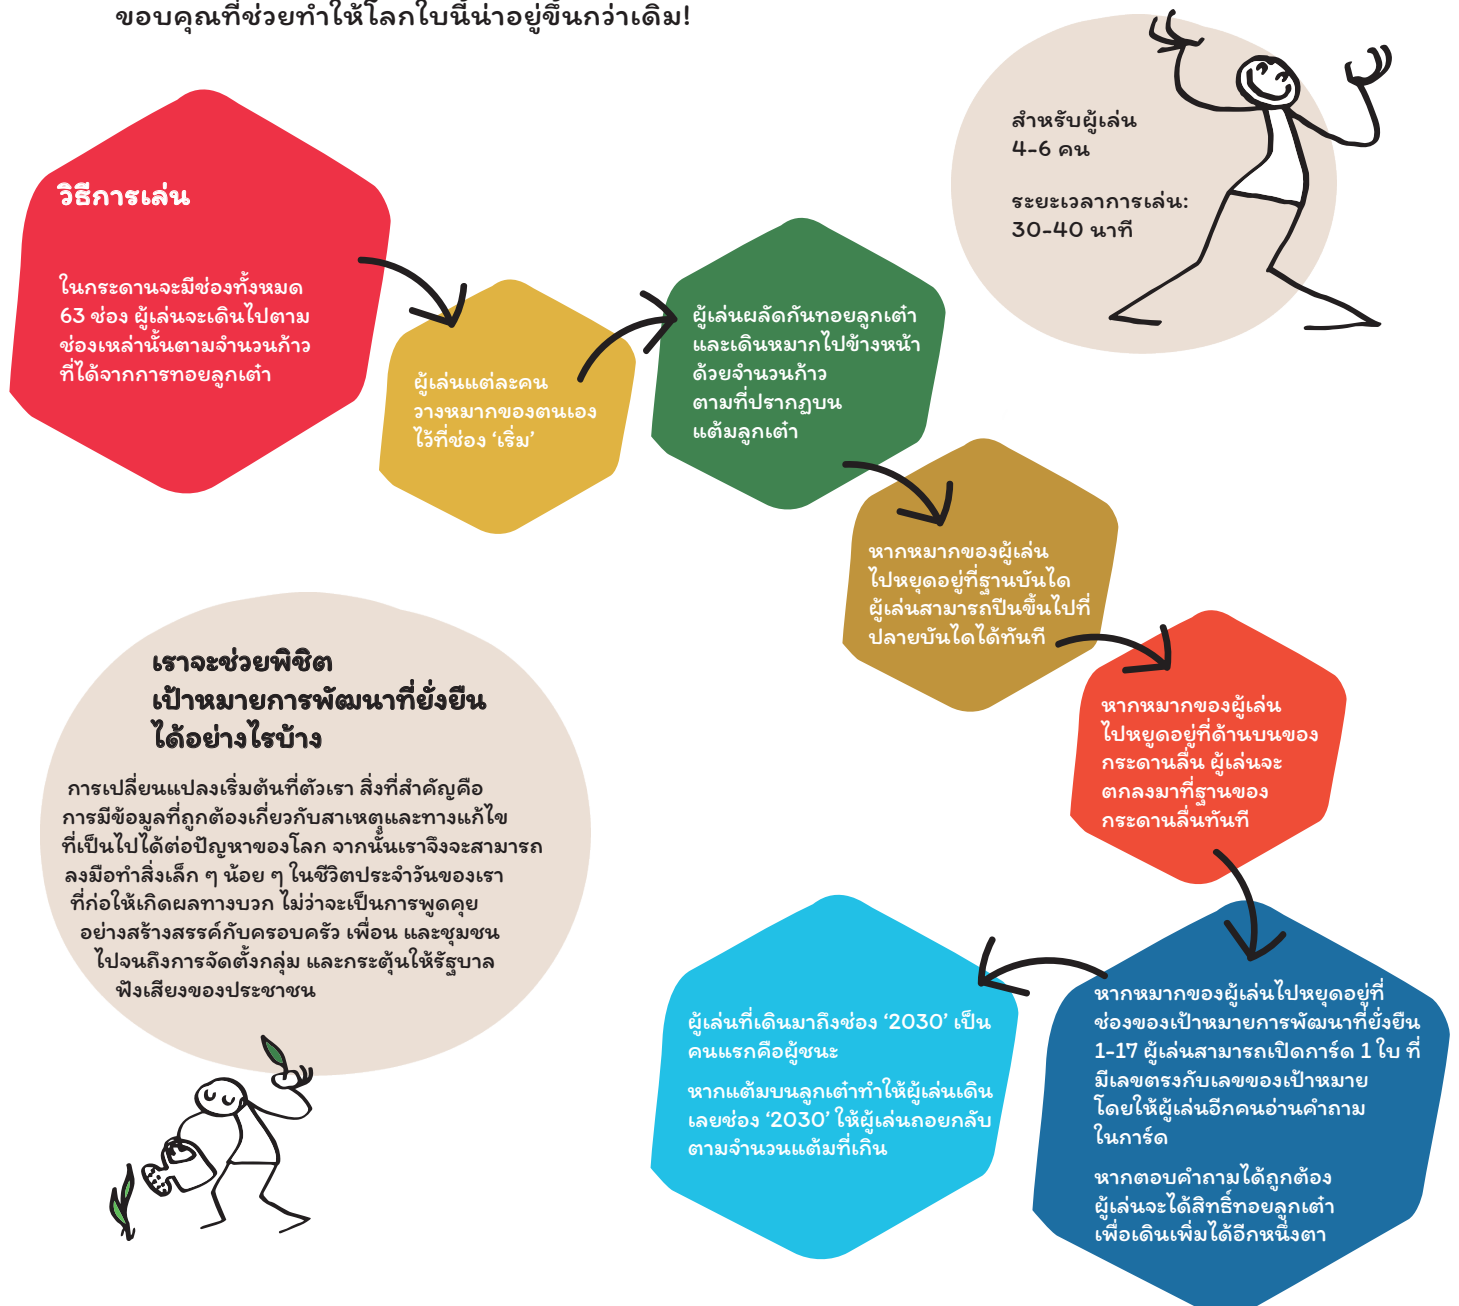 ขอบคุณที่ช่วยทำให้โลกใบนี้น่าอยู่ขึ้นกว่าเดิม!
สำหรับผู้เล่น
4-6 คน
ระยะเวลาการเล่น:
30-40 นาที
วิธีการเล่น
ในกระดานจะมีช่องทั้งหมด
63 ช่อง ผู้เล่นจะเดินไปตาม
ช่องเหล่านั้นตามจำนวนก้าว
ที่ได้จากการทอยลูกเต๋า
ผู้เล่นแต่ละคน
วางหมากของตนเอง
ไว้ที่ช่อง ‘เริ่ม’
ผู้เล่นผลัดกันทอยลูกเต๋า
และเดินหมากไปข้างหน้า
ด้วยจำนวนก้าว
ตามที่ปรากฏบน
แต้มลูกเต๋า
หากหมากของผู้เล่น
ไปหยุดอยู่ที่ฐานบันได
ผู้เล่นสามารถปีนขึ้นไปที่
ปลายบันไดได้ทันที
หากหมากของผู้เล่น
ไปหยุดอยู่ที่ด้านบนของ
กระดานลื่น ผู้เล่นจะ
ตกลงมาที่ฐานของ
กระดานลื่นทันที
หากหมากของผู้เล่นไปหยุดอยู่ที่
ช่องของเป้าหมายการพัฒนาที่ยั่งยืน
1-17 ผู้เล่นสามารถเปิดการ์ด 1 ใบ ที่
มีเลขตรงกับเลขของเป้าหมาย
โดยให้ผู้เล่นอีกคนอ่านคำถาม
ในการ์ด
หากตอบคำถามได้ถูกต้อง
ผู้เล่นจะได้สิทธิ์ทอยลูกเต๋า
เพื่อเดินเพิ่มได้อีกหนึ่งตา
ผู้เล่นที่เดินมาถึงช่อง ‘2030’ เป็น
คนแรกคือผู้ชนะ
หากแต้มบนลูกเต๋าทำให้ผู้เล่นเดิน
เลยช่อง ‘2030’ ให้ผู้เล่นถอยกลับ
ตามจำนวนแต้มที่เกิน
เราจะช่วยพิชิต
เป้าหมายการพัฒนาที่ยั่งยืน
ได้อย่างไรบ้าง
การเปลี่ยนแปลงเริ่มต้นที่ตัวเรา สิ่งที่สำคัญคือ
การมีข้อมูลที่ถูกต้องเกี่ยวกับสาเหตุและทางแก้ไข
ที่เป็นไปได้ต่อปัญหาของโลก จากนั้นเราจึงจะสามารถ
ลงมือทำสิ่งเล็ก ๆ น้อย ๆ ในชีวิตประจำวันของเรา
ที่ก่อให้เกิดผลทางบวก ไม่ว่าจะเป็นการพูดคุย
อย่างสร้างสรรค์กับครอบครัว เพื่อน และชุมชน
ไปจนถึงการจัดตั้งกลุ่ม และกระตุ้นให้รัฐบาล
ฟังเสียงของประชาชน